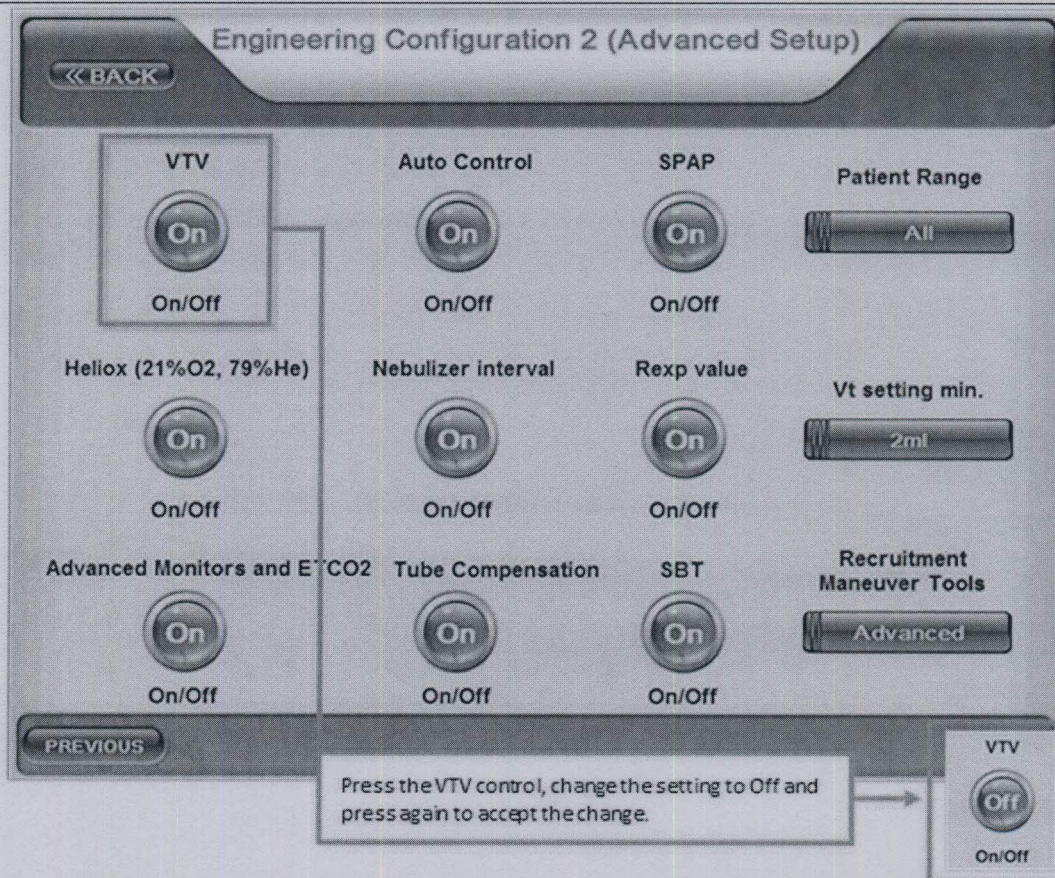 Engineering Configuration 2 (Advanced Setup)
<< BACK
VTV
On
On/Off
Auto Control
On
On/Off
SPAP
On
On/Off
Patient Range
All
Heliox (21%O2, 79%He)
On
On/Off
Nebulizer interval
On
On/Off
Rexp value
On
On/Off
Vt setting min.
2ml
Advanced Monitors and ETCO2
On
On/Off
Tube Compensation
On
On/Off
SBT
On
On/Off
Recruitment
Maneuver Tools
Advanced
PREVIOUS
Press the VTV control, change the setting to Off and
press again to accept the change.
VTV
Off
On/Off